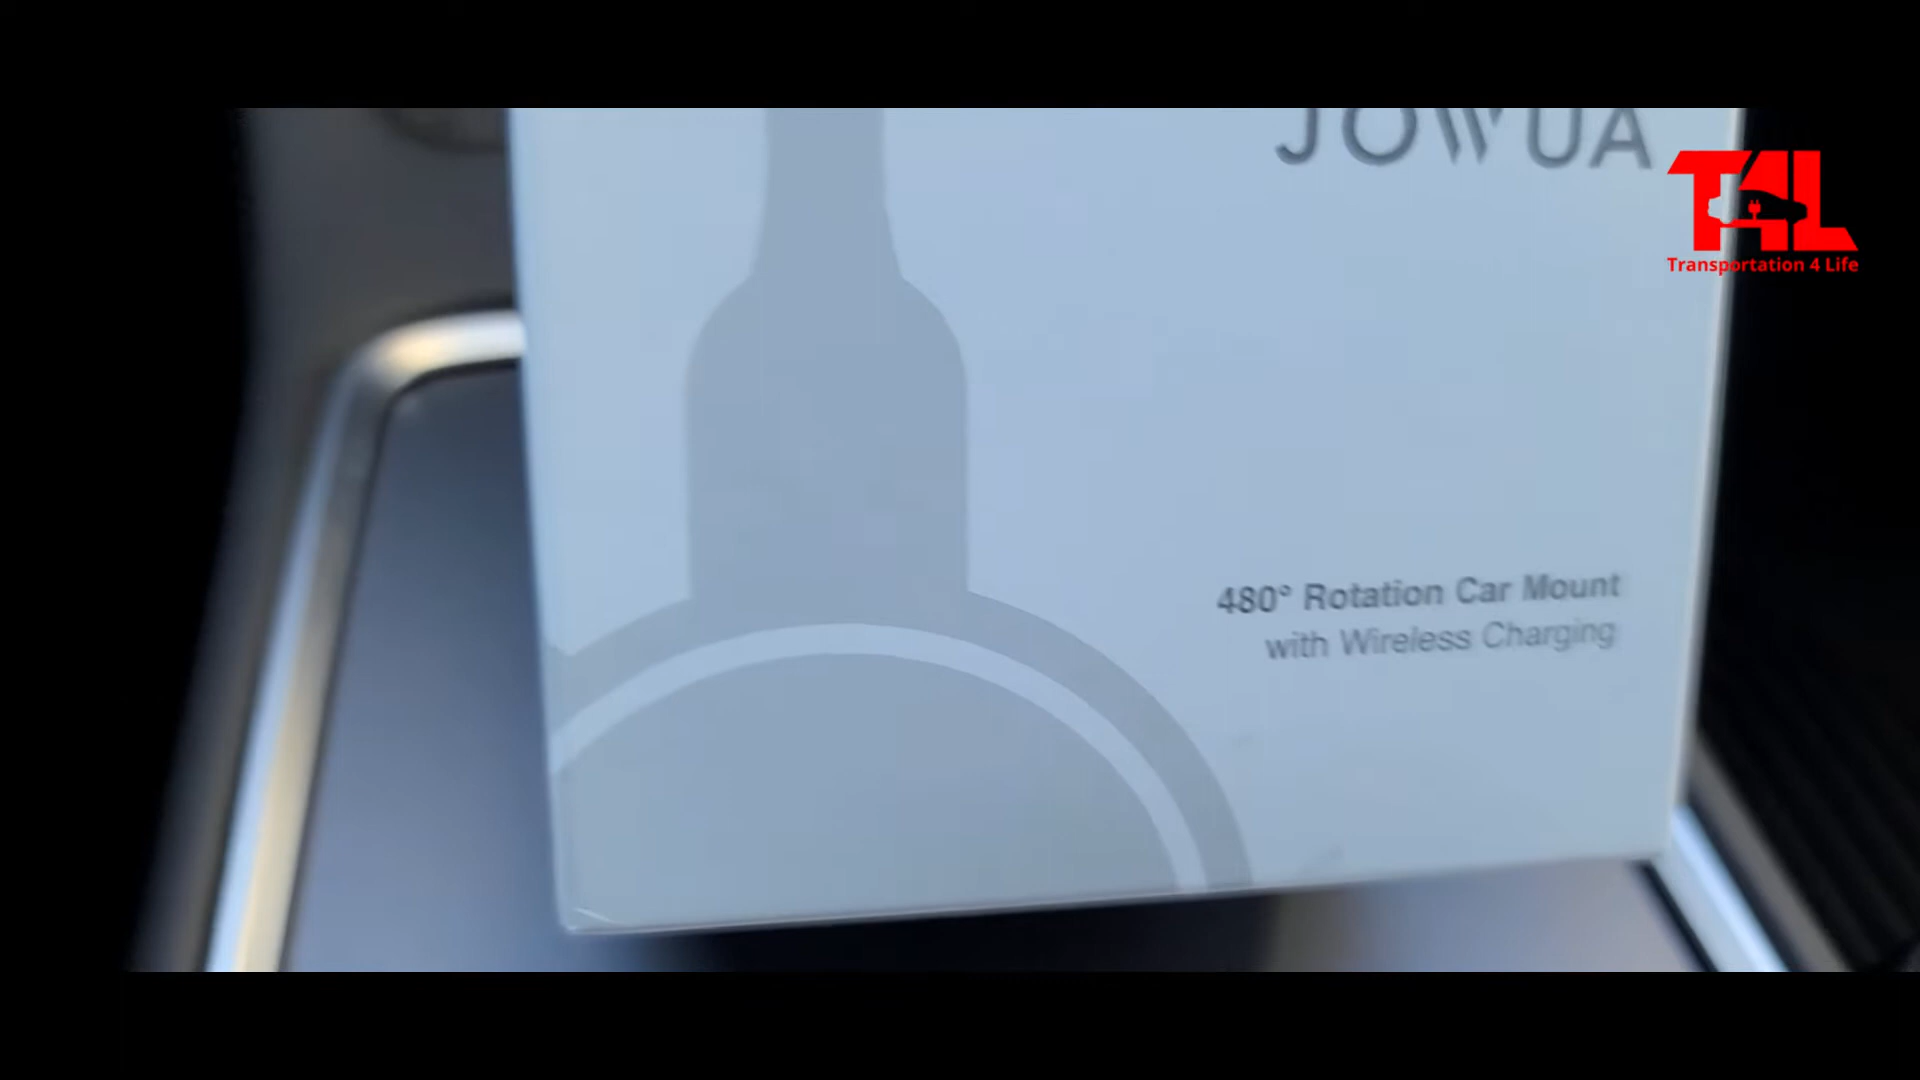 JOWUA
T4L
Transportation 4 Life
480° Rotation Car Mount
with Wireless Charging